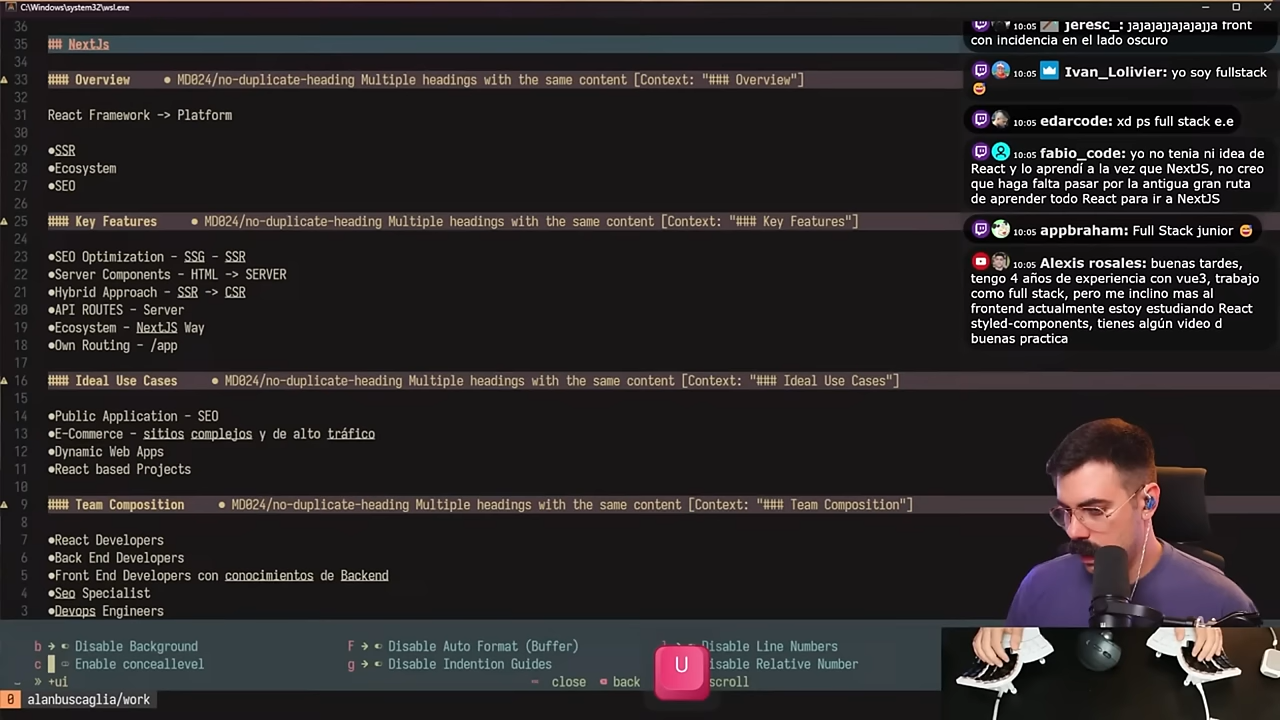 C:\Windows\system32\wsl.exe
36
35 ## NextJs
34
33 ### Overview ● MD024/no-duplicate-heading Multiple headings with the same content [Context: "### Overview"]
32
31 React Framework -> Platform
30
29 ●SSR
28 ●Ecosystem
27 ●SEO
26
25 ### Key Features ● MD024/no-duplicate-heading Multiple headings with the same content [Context: "### Key Features"]
24
23 ●SEO Optimization - SSG - SSR
22 ●Server Components - HTML -> SERVER
21 ●Hybrid Approach - SSR -> CSR
20 ●API ROUTES - Server
19 ●Ecosystem - NextJS Way
18 ●Own Routing - /app
17
16 ### Ideal Use Cases ● MD024/no-duplicate-heading Multiple headings with the same content [Context: "### Ideal Use Cases"]
15
14 ●Public Application - SEO
13 ●E-Commerce - sitios complejos y de alto tráfico
12 ●Dynamic Web Apps
11 ●React based Projects
10
9 ### Team Composition ● MD024/no-duplicate-heading Multiple headings with the same content [Context: "### Team Composition"]
8
7 ●React Developers
6 ●Back End Developers
5 ●Front End Developers con conocimientos de Backend
4 ●Seo Specialist
3 ●Devops Engineers
b → Disable Background F → Disable Auto Format (Buffer) Disable Line Numbers
c Enable conceallevel g → Disable Indention Guides Disable Relative Number
» +ui close back scroll
U
0 alanbuscaglia/work
10:05 jeresc_: jajajajjajajajja front
con incidencia en el lado oscuro
10:05 Ivan_Lolivier: yo soy fullstack
😅
10:05 edarcode: xd ps full stack e.e
10:05 fabio_code: yo no tenia ni idea de
React y lo aprendí a la vez que NextJS, no creo
que haga falta pasar por la antigua gran ruta
de aprender todo React para ir a NextJS
10:05 appbraham: Full Stack junior 😅
10:05 Alexis rosales: buenas tardes,
tengo 4 años de experiencia con vue3, trabajo
como full stack, pero me inclino mas al
frontend actualmente estoy estudiando React
styled-components, tienes algún video d
buenas practica